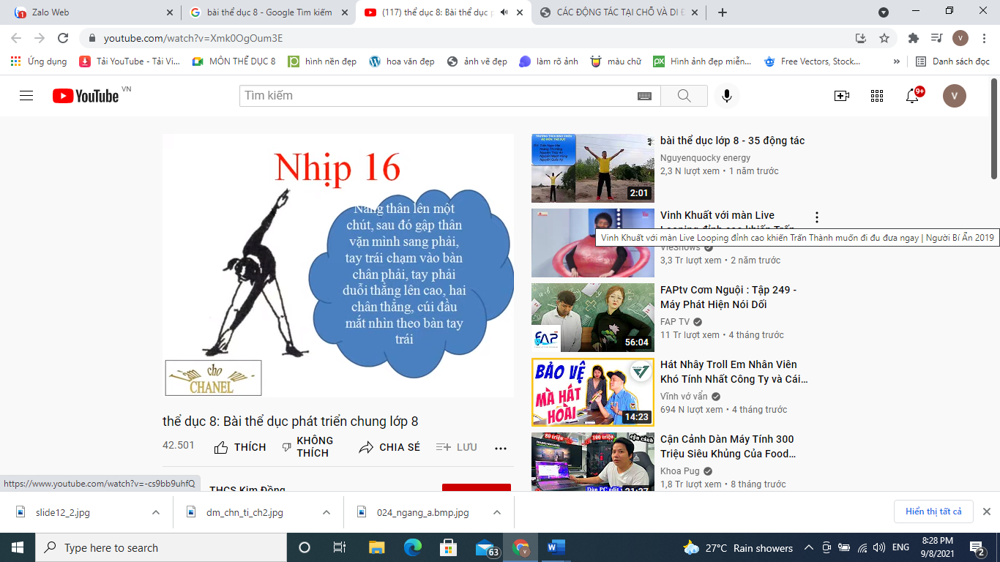 Zalo Web
1
bài thể dục 8 - Google Tìm kiếm
(117) thể dục 8: Bài thể dục p
CÁC ĐỘNG TÁC TẠI CHỖ VÀ DI Đ
youtube.com/watch?v=Xmk0OgOum3E
V
Ứng dụng
Tải YouTube - Tải Vi...
MÔN THỂ DỤC 8
hình nền đẹp
hoa văn đẹp
ảnh vẽ đẹp
làm rõ ảnh
màu chữ
Hình ảnh đẹp miễn...
Free Vectors, Stock...
»
Danh sách đọc
YouTube VN
Tìm kiếm
9+
V
Nhịp 16
Nâng thân lên một
chút, sau đó gập thân
vặn mình sang phải,
tay trái chạm vào bàn
chân phải, tay phải
duỗi thẳng lên cao, hai
chân thẳng, cúi đầu
mắt nhìn theo bàn tay
trái
cho
CHANEL
thể dục 8: Bài thể dục phát triển chung lớp 8
42.501
THÍCH
KHÔNG
THÍCH
CHIA SẺ
LƯU
THCS Kim Đồng
https://www.youtube.com/watch?v=-cs9bb9uhfQ
2:01
bài thể dục lớp 8 - 35 động tác
Nguyenquocky energy
2,3 N lượt xem • 1 năm trước
Vinh Khuất với màn Live
Looping đỉnh cao khiến Trấn
Vinh Khuất với màn Live Looping đỉnh cao khiến Trấn Thành muốn đi đu đưa ngay | Người Bí Ẩn 2019
VieShows
3,3 Tr lượt xem • 2 năm trước
FAP
56:04
FAPtv Cơm Nguội : Tập 249 -
Máy Phát Hiện Nói Dối
FAP TV
11 Tr lượt xem • 4 tháng trước
BẢO VỆ
MÀ HÁT
HOÀI
14:23
Hát Nhây Troll Em Nhân Viên
Khó Tính Nhất Công Ty và Cái...
Vĩnh vớ vẩn
694 N lượt xem • 4 tháng trước
80 triệu
100 triệu
cận cảnh
21:27
Cận Cảnh Dàn Máy Tính 300
Triệu Siêu Khủng Của Food...
Khoa Pug
1,8 Tr lượt xem • 8 tháng trước
slide12_2.jpg
dm_chn_ti_ch2.jpg
024_ngang_a.bmp.jpg
Hiển thị tất cả
Type here to search
63
27°C Rain showers
ENG
8:28 PM
9/8/2021
2